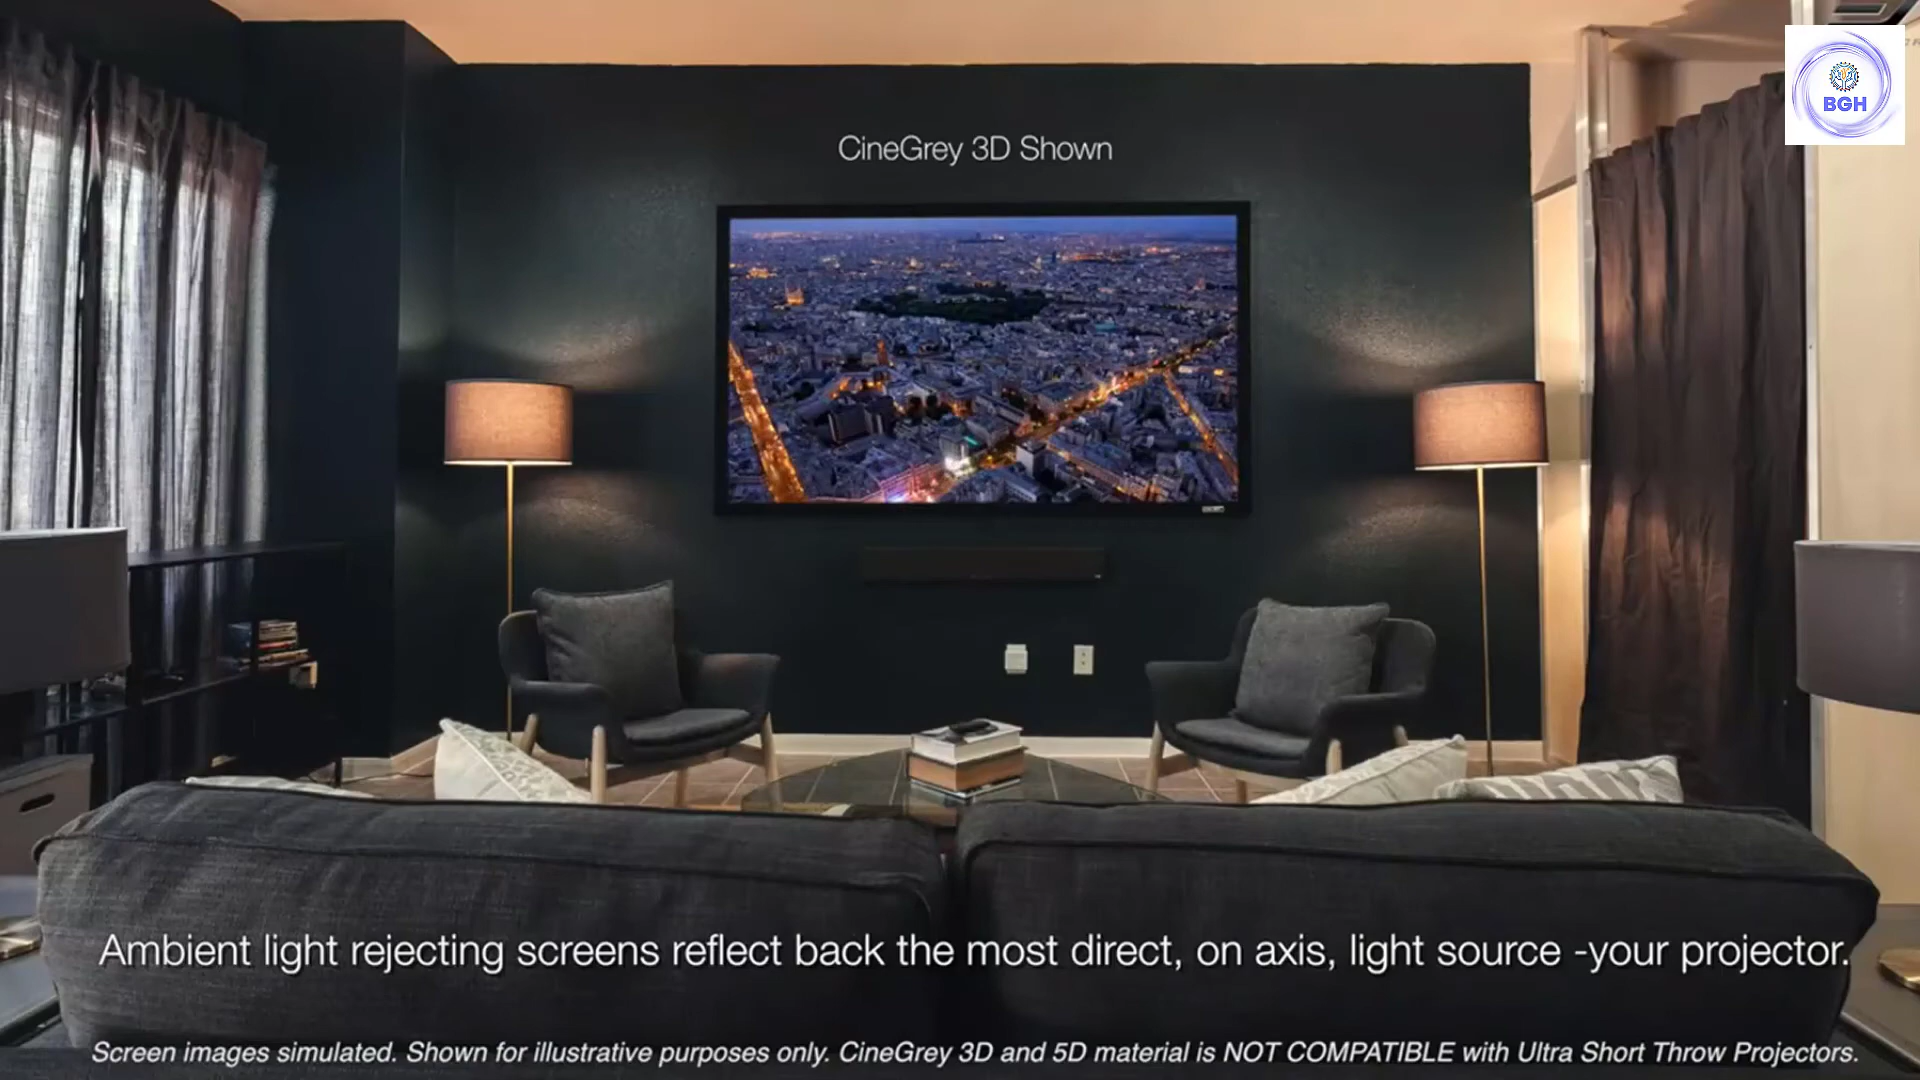 BGH
CineGrey 3D Shown
Ambient light rejecting screens reflect back the most direct, on axis, light source -your projector.
Screen images simulated. Shown for illustrative purposes only. CineGrey 3D and 5D material is NOT COMPATIBLE with Ultra Short Throw Projectors.